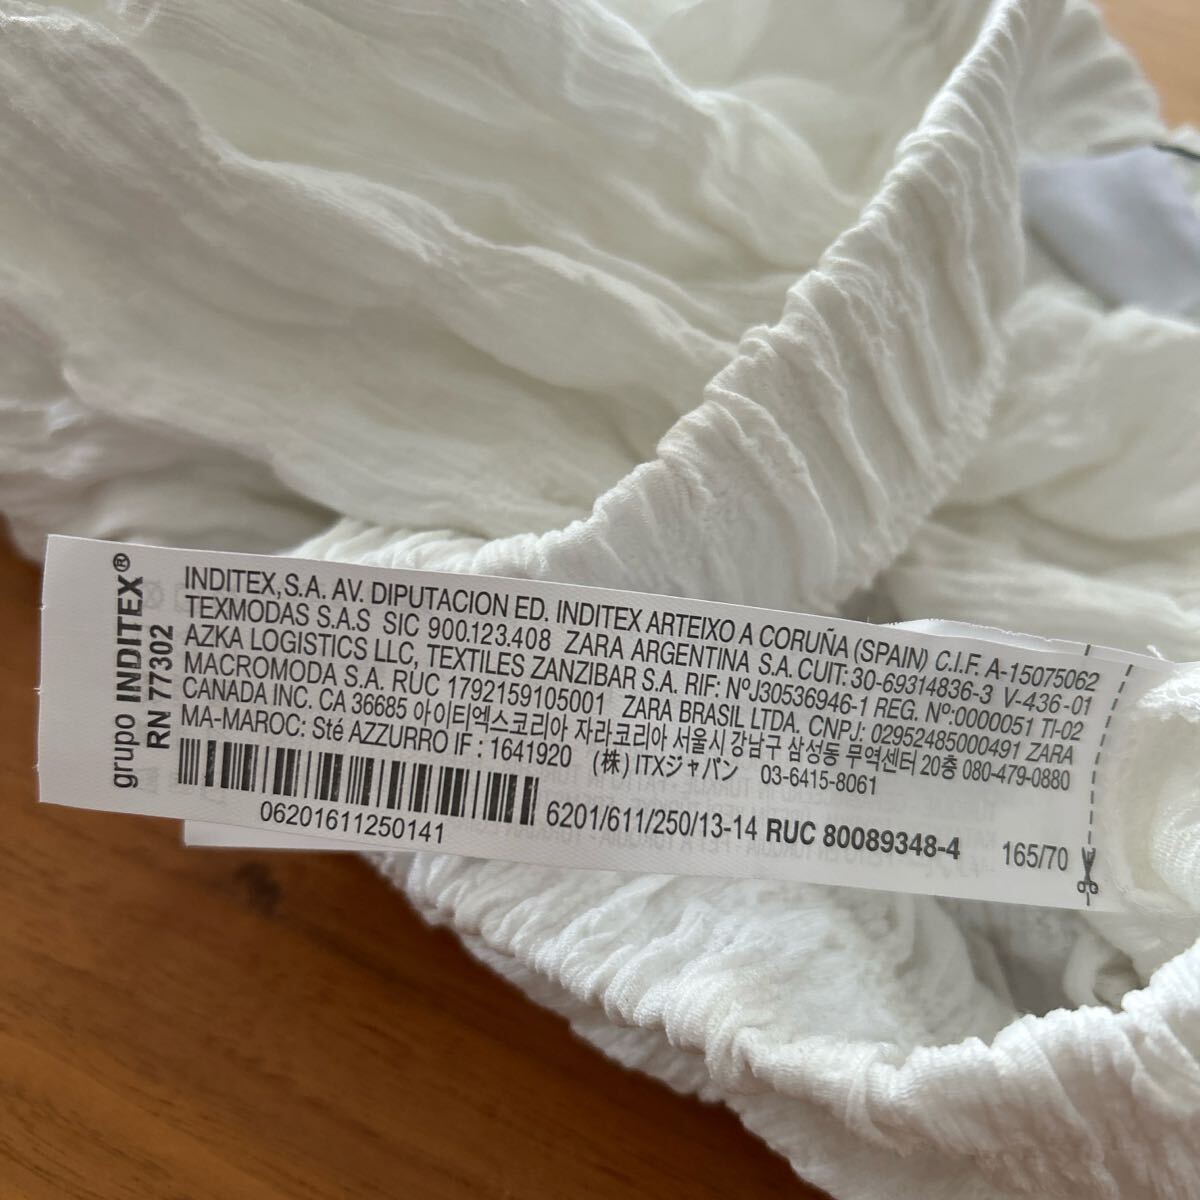 grupo INDITEX®
RN 77302
INDITEX,S.A. AV. DIPUTACION ED. INDITEX ARTEIXO A CORUÑA (SPAIN) C.I.F. A-15075062
TEXMODAS S.A.S SIC 900.123.408 ZARA ARGENTINA S.A. CUIT: 30-69314836-3 V-436-01
AZKA LOGISTICS LLC, TEXTILES ZANZIBAR S.A. RIF: NºJ30536946-1 REG. Nº:0000051 TI-02
MACROMODA S.A. RUC 1792159105001 ZARA BRASIL LTDA. CNPJ: 02952485000491 ZARA
CANADA INC. CA 36685 아이티엑스코리아 자라코리아 서울시 강남구 삼성동 무역센터 20층 080-479-0880
MA-MAROC: Sté AZZURRO IF : 1641920 (株) ITXジャパン 03-6415-8061
06201611250141
6201/611/250/13-14 RUC 80089348-4 165/70